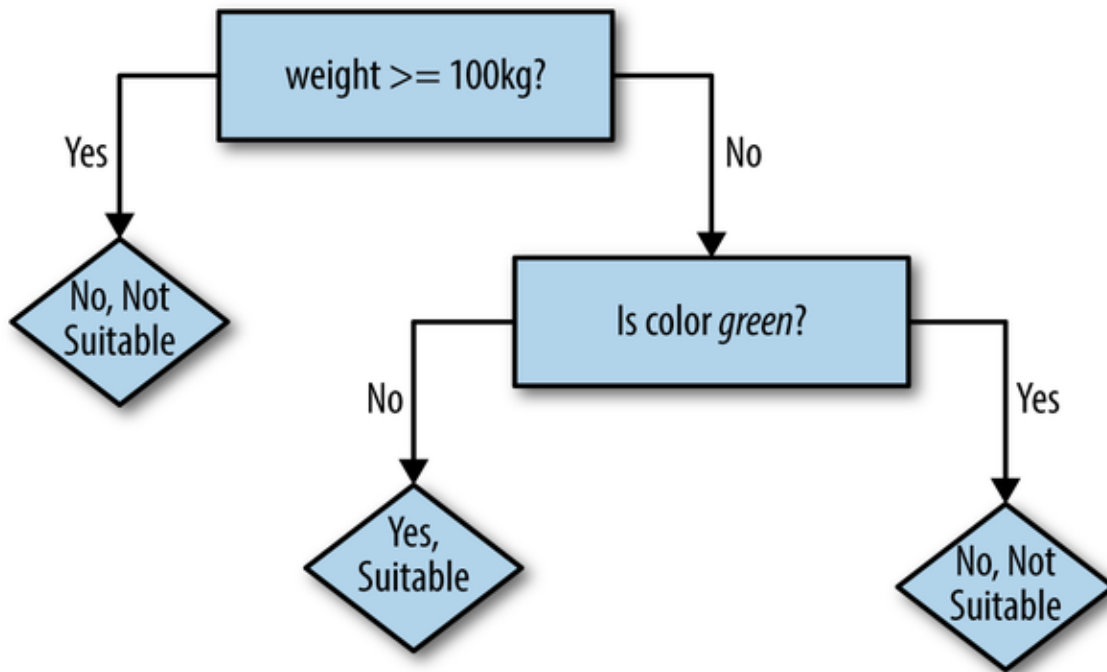 weight >= 100kg?
Yes
No
No, Not
Suitable
Is color green?
No
Yes
Yes,
Suitable
No, Not
Suitable